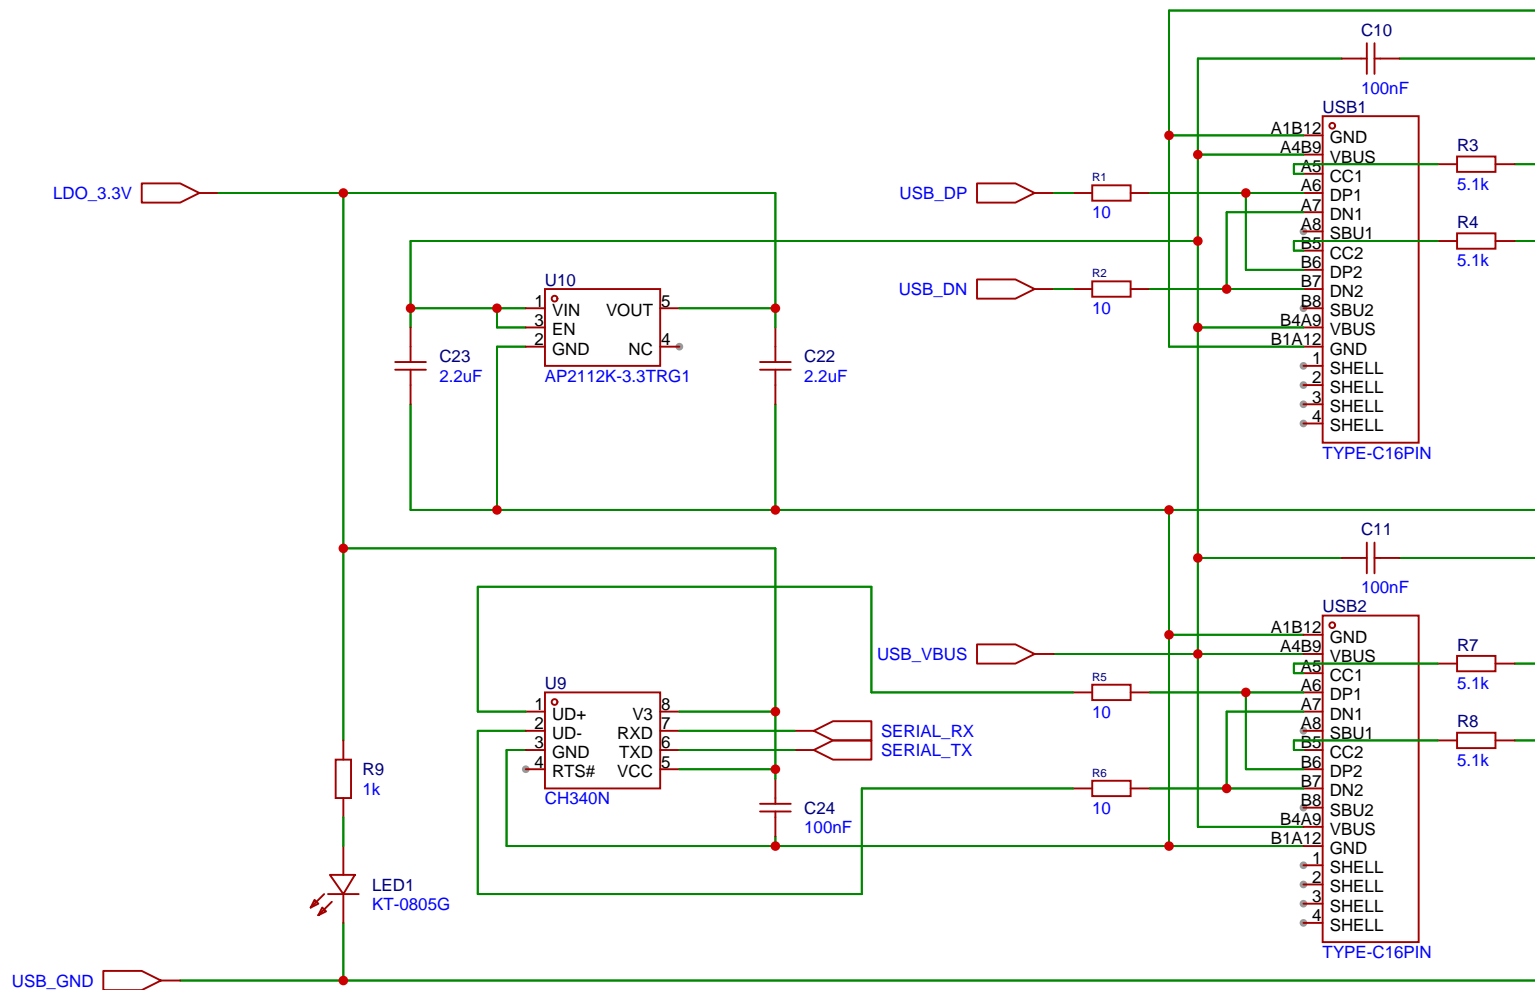 C10
100nF
USB1
A1B12 GND
A4B9 VBUS
A5 CC1
A6 DP1
A7 DN1
A8 SBU1
B5 CC2
B6 DP2
B7 DN2
B8 SBU2
B4A9 VBUS
B1A12 GND
1 SHELL
2 SHELL
3 SHELL
4 SHELL
TYPE-C16PIN
R3
5.1k
R4
5.1k
LDO_3.3V
USB_DP
R1
10
USB_DN
R2
10
U10
1 VIN VOUT 5
3 EN
2 GND NC 4
AP2112K-3.3TRG1
C23
2.2uF
C22
2.2uF
C11
100nF
USB2
A1B12 GND
A4B9 VBUS
A5 CC1
A6 DP1
A7 DN1
A8 SBU1
B5 CC2
B6 DP2
B7 DN2
B8 SBU2
B4A9 VBUS
B1A12 GND
1 SHELL
2 SHELL
3 SHELL
4 SHELL
TYPE-C16PIN
R7
5.1k
R8
5.1k
USB_VBUS
R5
10
R6
10
U9
1 UD+ V3 8
2 UD- RXD 7
3 GND TXD 6
4 RTS# VCC 5
CH340N
SERIAL_RX
SERIAL_TX
C24
100nF
R9
1k
LED1
KT-0805G
USB_GND